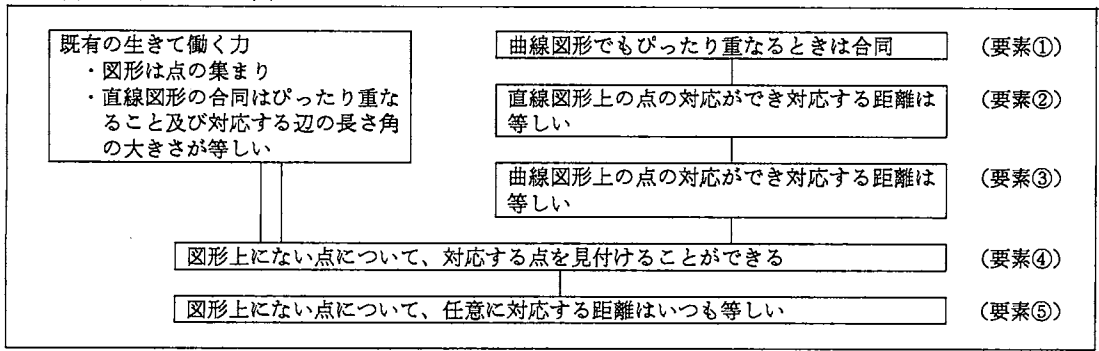 既有の生きて働く力
・図形は点の集まり
・直線図形の合同はぴったり重な
ること及び対応する辺の長さ角
の大きさが等しい
曲線図形でもぴったり重なるときは合同
(要素①)
直線図形上の点の対応ができ対応する距離は
等しい
(要素②)
曲線図形上の点の対応ができ対応する距離は
等しい
(要素③)
図形上にない点について、対応する点を見付けることができる
(要素④)
図形上にない点について、任意に対応する距離はいつも等しい
(要素⑤)